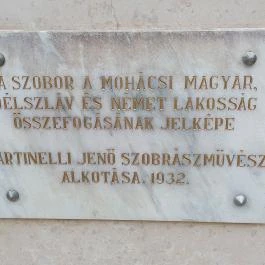 A SZOBOR A MOHÁCSI MAGYAR,
DÉLSZLÁV ÉS NÉMET LAKOSSÁG
ÖSSZEFOGÁSÁNAK JELKÉPE
MARTINELLI JENŐ SZOBRÁSZMŰVÉSZ
ALKOTÁSA. 1932.